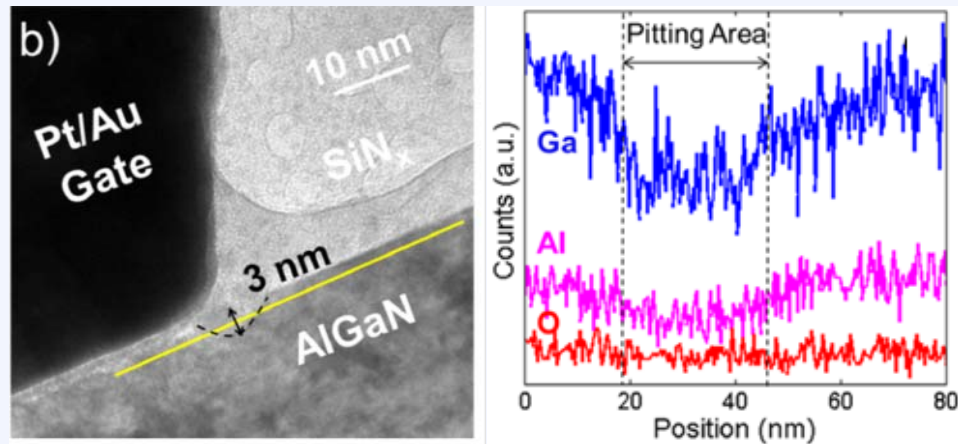 b)
Pt/Au
Gate
10 nm
SiNₓ
3 nm
AlGaN
Pitting Area
Ga
Al
O
Counts (a.u.)
0 20 40 60 80
Position (nm)